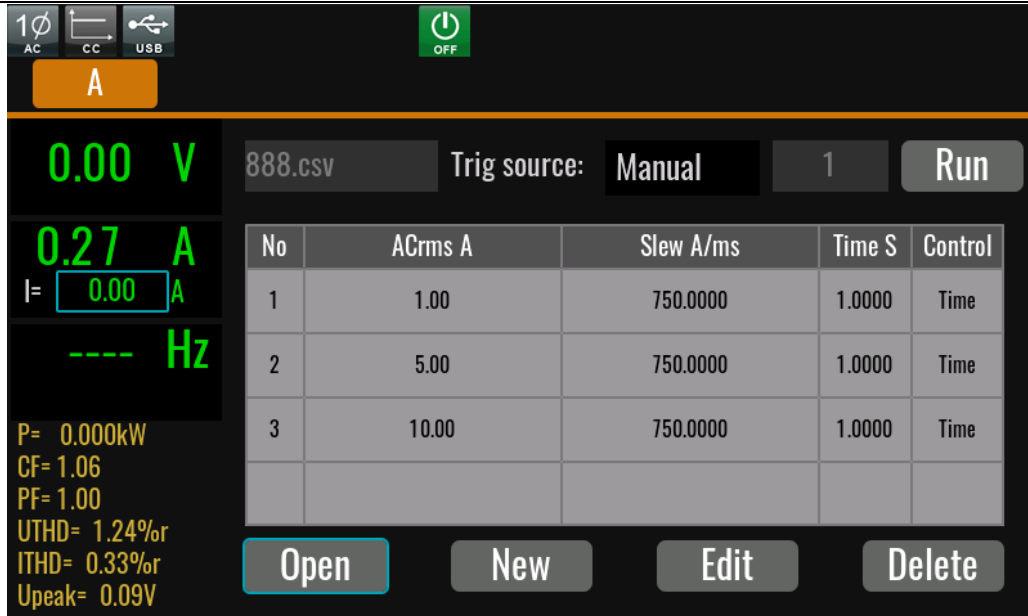 1Ø AC CC USB OFF
A
0.00 V
888.csv Trig source: Manual 1 Run
0.27 A
I= 0.00 A
---- Hz
P= 0.000kW
CF= 1.06
PF= 1.00
UTHD= 1.24%r
ITHD= 0.33%r
Upeak= 0.09V
No ACrms A Slew A/ms Time S Control
1 1.00 750.0000 1.0000 Time
2 5.00 750.0000 1.0000 Time
3 10.00 750.0000 1.0000 Time
Open New Edit Delete